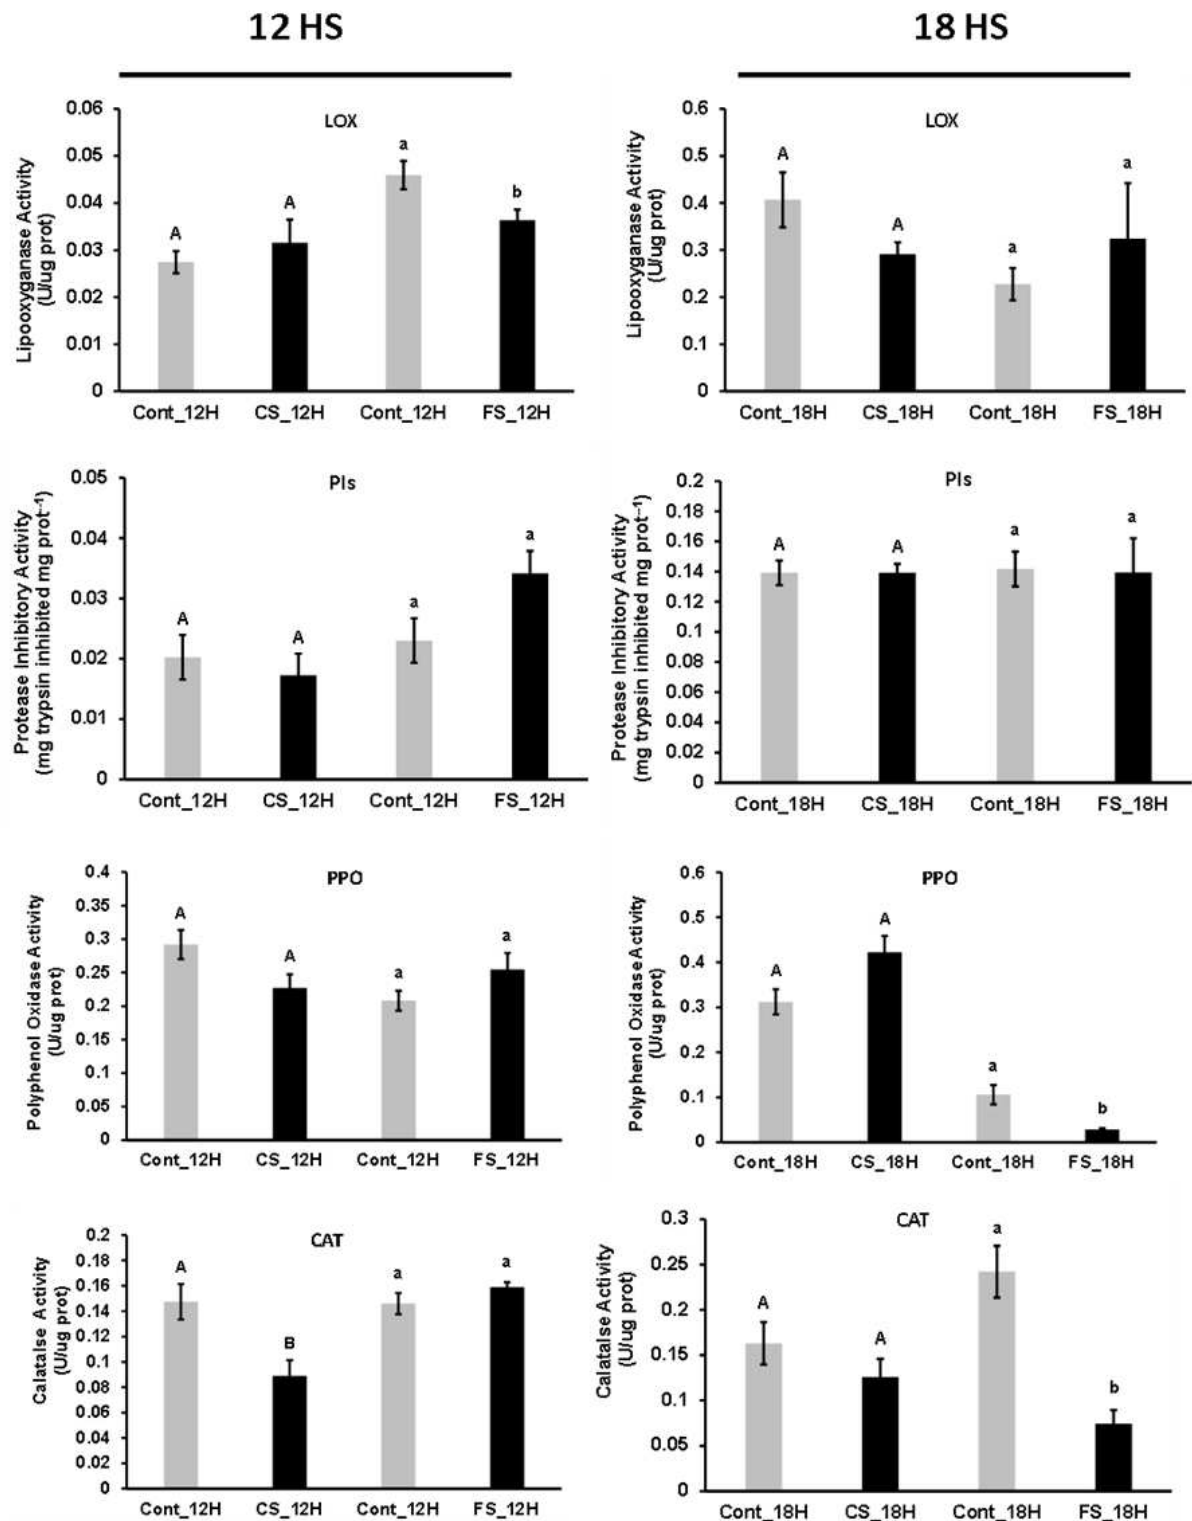 12 HS
18 HS
LOX
Lipooxyganase Activity
(U/ug prot)
0.06
0.05
0.04
0.03
0.02
0.01
0
A
A
a
b
Cont_12H
CS_12H
Cont_12H
FS_12H
LOX
Lipooxyganase Activity
(U/ug prot)
0.6
0.5
0.4
0.3
0.2
0.1
0
A
A
a
a
Cont_18H
CS_18H
Cont_18H
FS_18H
PIs
Protease Inhibitory Activity
(mg trypsin inhibited mg prot⁻¹)
0.05
0.04
0.03
0.02
0.01
0
A
A
a
a
Cont_12H
CS_12H
Cont_12H
FS_12H
PIs
Protease Inhibitory Activity
(mg trypsin inhibited mg prot⁻¹)
0.2
0.18
0.16
0.14
0.12
0.1
0.08
0.06
0.04
0.02
0
A
A
a
a
Cont_18H
CS_18H
Cont_18H
FS_18H
PPO
Polyphenol Oxidase Activity
(U/ug prot)
0.4
0.35
0.3
0.25
0.2
0.15
0.1
0.05
0
A
A
a
a
Cont_12H
CS_12H
Cont_12H
FS_12H
PPO
Polyphenol Oxidase Activity
(U/ug prot)
0.6
0.5
0.4
0.3
0.2
0.1
0
A
A
a
b
Cont_18H
CS_18H
Cont_18H
FS_18H
CAT
Calatalse Activity
(U/ug prot)
0.2
0.18
0.16
0.14
0.12
0.1
0.08
0.06
0.04
0.02
0
A
B
a
a
Cont_12H
CS_12H
Cont_12H
FS_12H
CAT
Calatalse Activity
(U/ug prot)
0.3
0.25
0.2
0.15
0.1
0.05
0
A
A
a
b
Cont_18H
CS_18H
Cont_18H
FS_18H